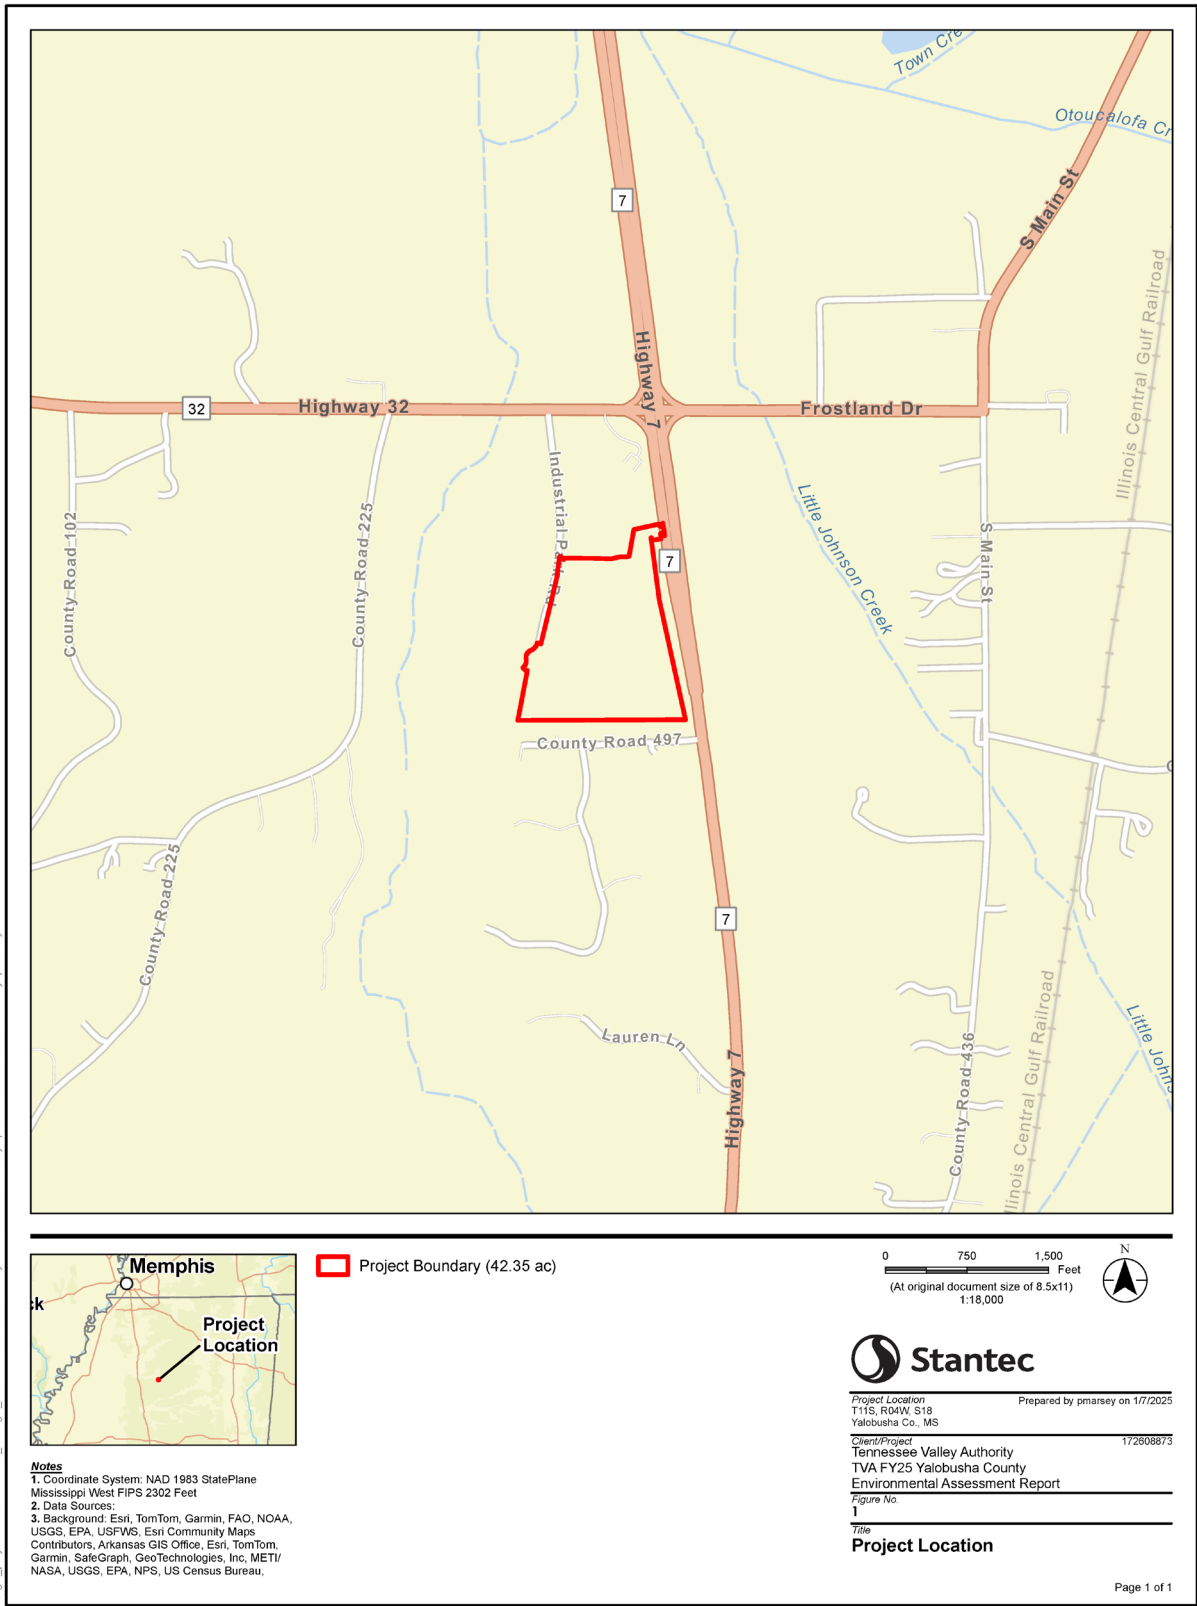 Town Cre
Otoucalofa Cr
7
S Main St
Illinois Central Gulf Railroad
Highway 7
32
Highway 32
Frostland Dr
Industrial Park Rd
County Road 102
County Road 225
Little Johnson Creek
S Main St
7
County Road 497
County Road 225
7
Lauren Ln
Highway 7
County Road 436
llinois Central Gulf Railroad
Little Johns
Memphis
ck
Project
Location
Project Boundary (42.35 ac)
0 750 1,500
Feet
(At original document size of 8.5x11)
1:18,000
N
Stantec
Project Location
Prepared by pmarsey on 1/7/2025
T11S, R04W, S18
Yalobusha Co., MS
Client/Project
172608873
Tennessee Valley Authority
TVA FY25 Yalobusha County
Environmental Assessment Report
Figure No.
1
Title
Project Location
Notes
1. Coordinate System: NAD 1983 StatePlane
Mississippi West FIPS 2302 Feet
2. Data Sources:
3. Background: Esri, TomTom, Garmin, FAO, NOAA,
USGS, EPA, USFWS, Esri Community Maps
Contributors, Arkansas GIS Office, Esri, TomTom,
Garmin, SafeGraph, GeoTechnologies, Inc, METI/
NASA, USGS, EPA, NPS, US Census Bureau,
Page 1 of 1